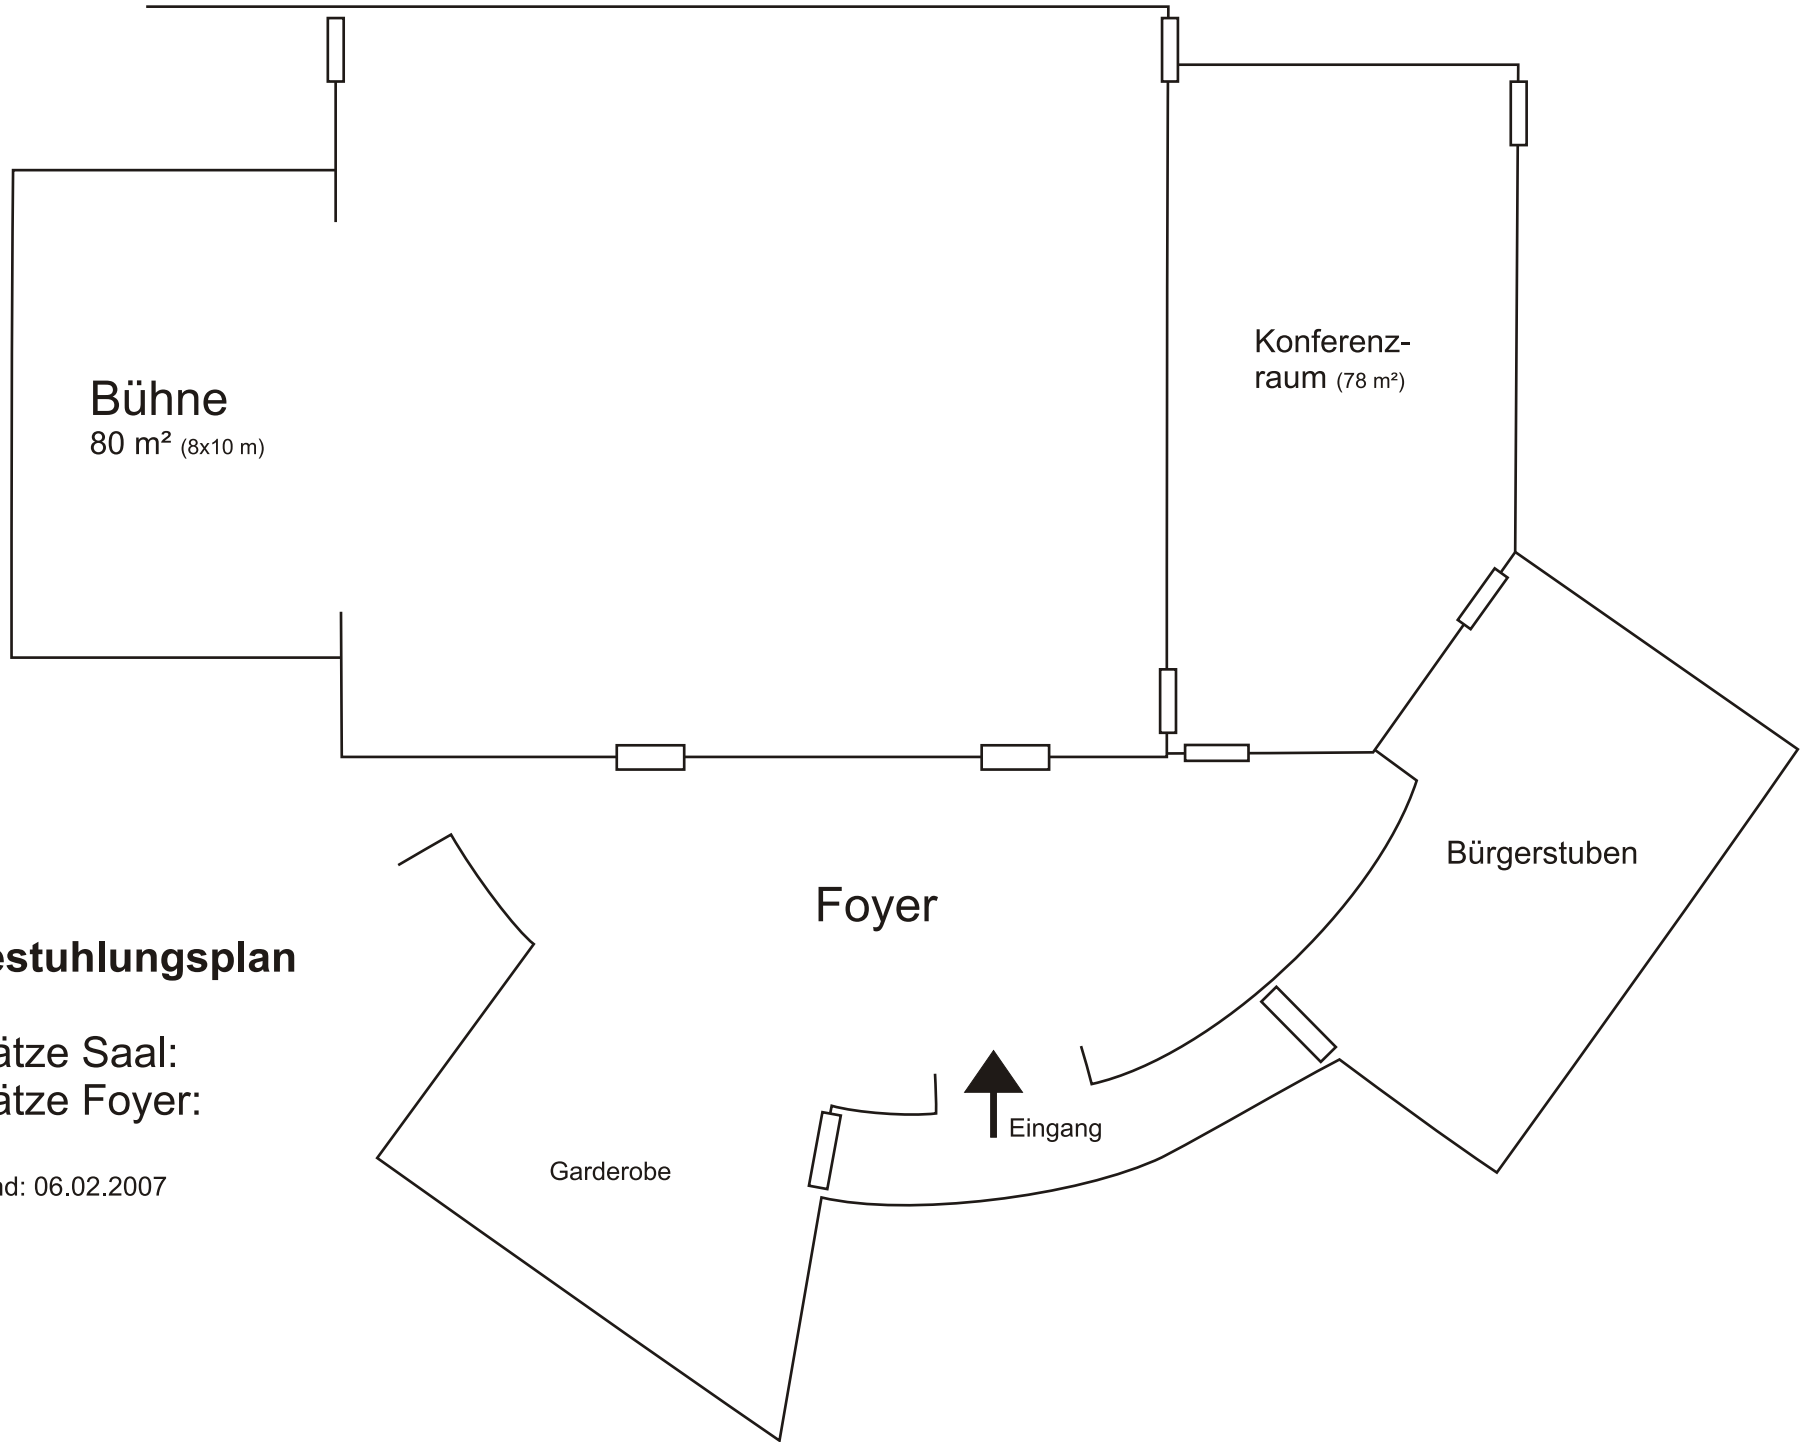 Konferenz-
raum (78 m²)
Bühne
80 m² (8x10 m)
Bürgerstuben
Foyer
estuhlungsplan
ätze Saal:
ätze Foyer:
Eingang
Garderobe
nd: 06.02.2007